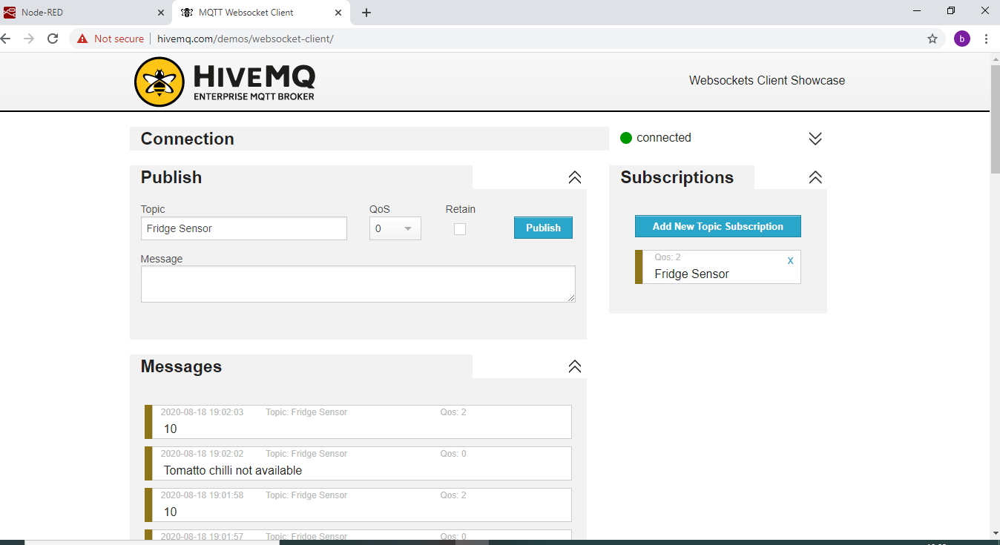 Node-RED
MQTT Websocket Client
Not secure
hivemq.com/demos/websocket-client/
b
HIVEMQ
ENTERPRISE MQTT BROKER
Websockets Client Showcase
Connection
connected
Publish
Subscriptions
Topic QoS Retain
Fridge Sensor 0 Publish
Message
Add New Topic Subscription
Qos: 2 x
Fridge Sensor
Messages
2020-08-18 19:02:03 Topic: Fridge Sensor Qos: 2
10
2020-08-18 19:02:02 Topic: Fridge Sensor Qos: 0
Tomatto chilli not available
2020-08-18 19:01:58 Topic: Fridge Sensor Qos: 2
10
2020-08-18 19:01:57 Topic: Fridge Sensor Qos: 0